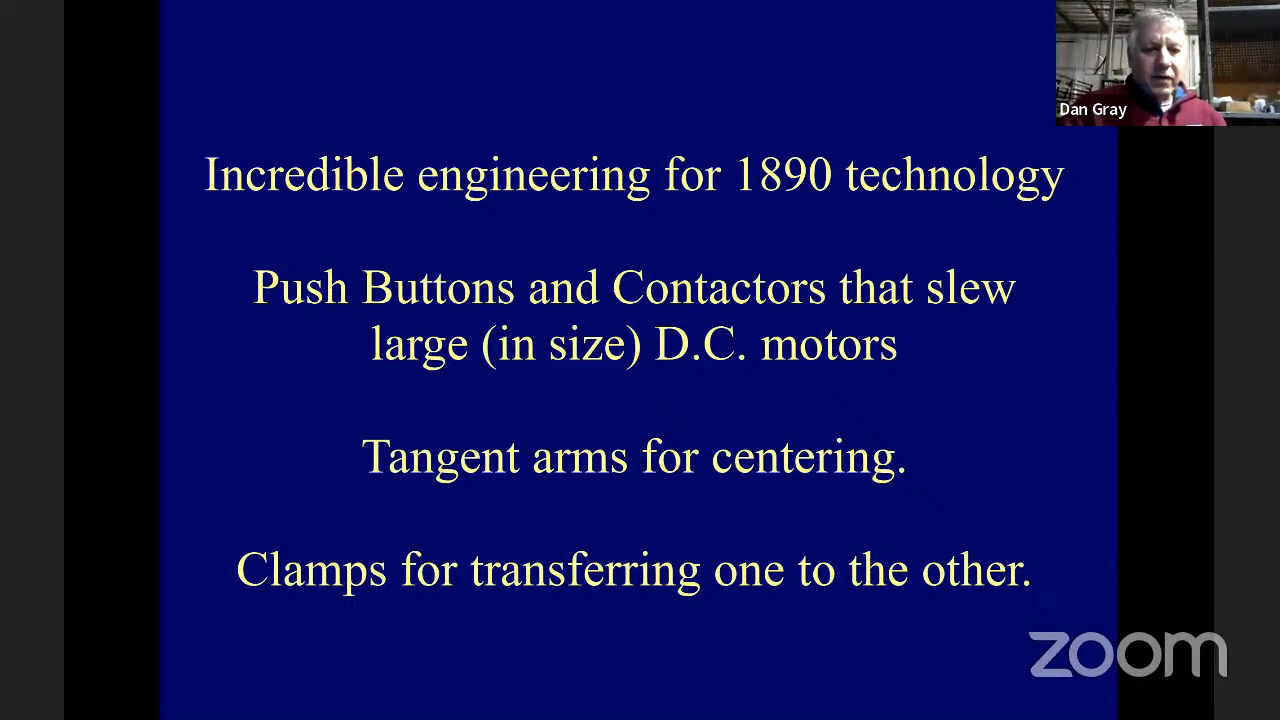 Dan Gray
Incredible engineering for 1890 technology
Push Buttons and Contactors that slew
large (in size) D.C. motors
Tangent arms for centering.
Clamps for transferring one to the other.
zoom